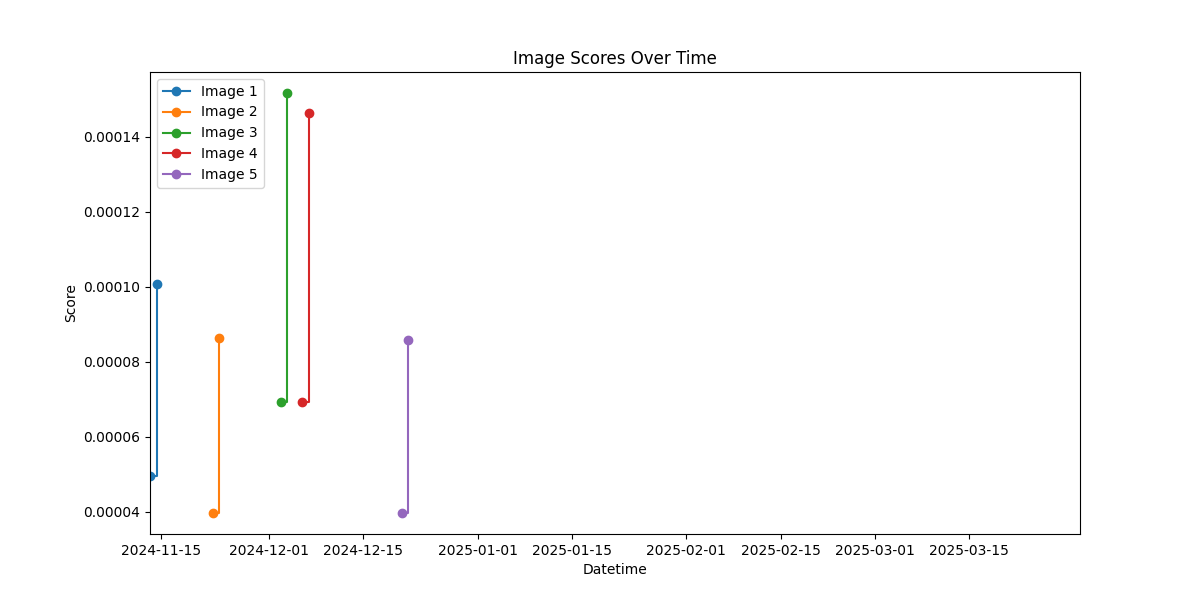 Image Scores Over Time
Image 1
Image 2
Image 3
Image 4
Image 5
Score
0.00014
0.00012
0.00010
0.00008
0.00006
0.00004
2024-11-15 2024-12-01 2024-12-15 2025-01-01 2025-01-15 2025-02-01 2025-02-15 2025-03-01 2025-03-15
Datetime